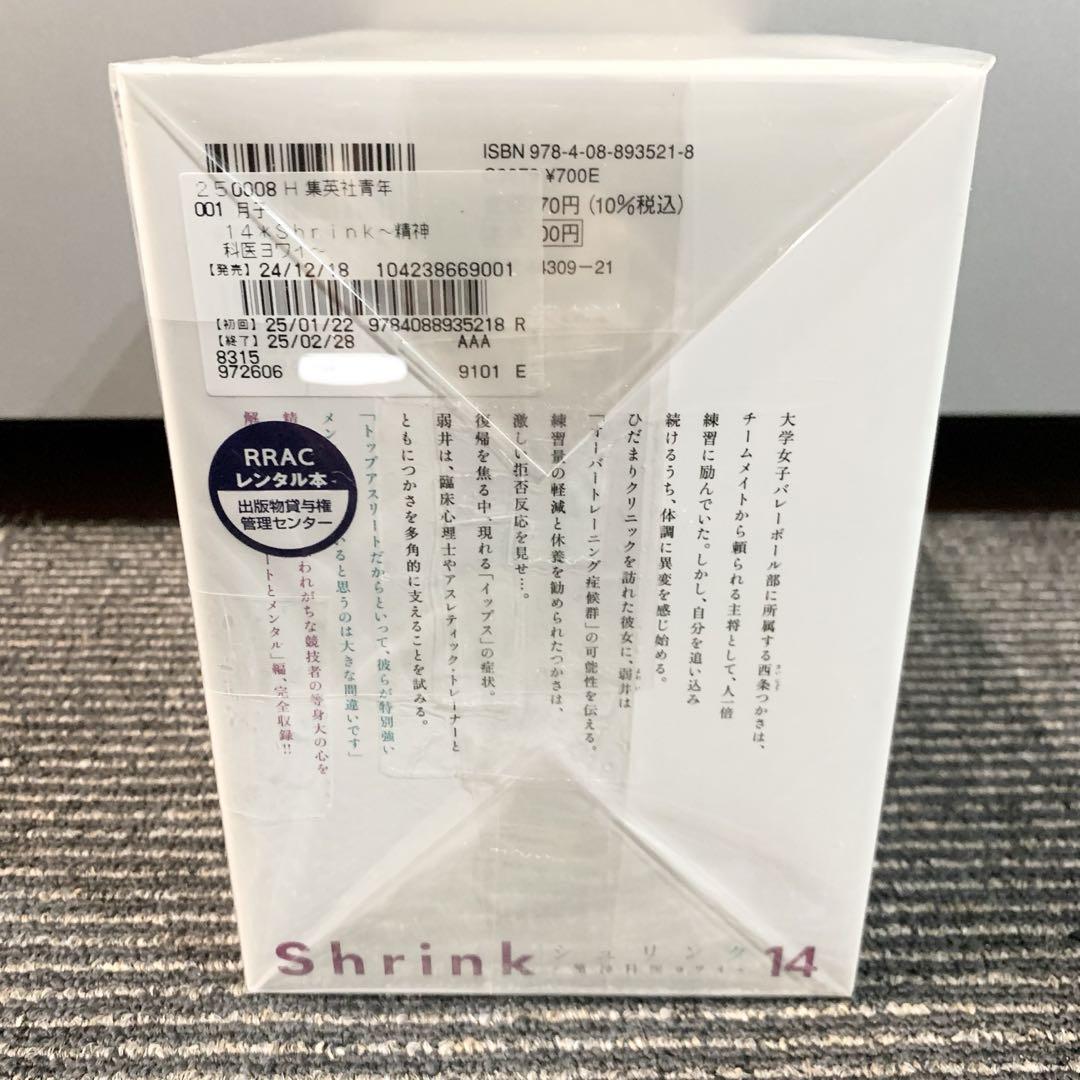 ISBN 978-4-08-893521-8
¥700E
70円 (10%税込)
00円
4309-21
250008 H 集英社青年
001 月子
14*Shrink~精神
科医ヨワイ~
【発売】 24/12/18 104238669001
【初回】 25/01/22 9784088935218 R
【終了】 25/02/28 AAA
8315
972606 9101 E
大学女子バレーボール部に所属する西条つかさは、
チームメイトから頼られる主将として、人一倍
練習に励んでいた。しかし、自分を追い込み
続けるうち、体調に異変を感じ始める。
ひだまりクリニックを訪れた彼女に、弱井は
「オーバートレーニング症候群」の可能性を伝える。
練習量の軽減と休養を勧められたつかさは、
激しい拒否反応を見せ…。
復帰を焦る中、現れる「イップス」の症状。
弱井は、臨床心理士やアスレティック・トレーナーと
ともにつかさを多角的に支えることを試みる。
「トップアスリートだからといって、彼らが特別強い
メン いると思うのは大きな間違いです」
精 われがちな競技者の等身大の心を
解 ートとメンタル」編、完全収録!!
RRAC
レンタル本
出版物貸与権
管理センター
Shrink シュリンク 14